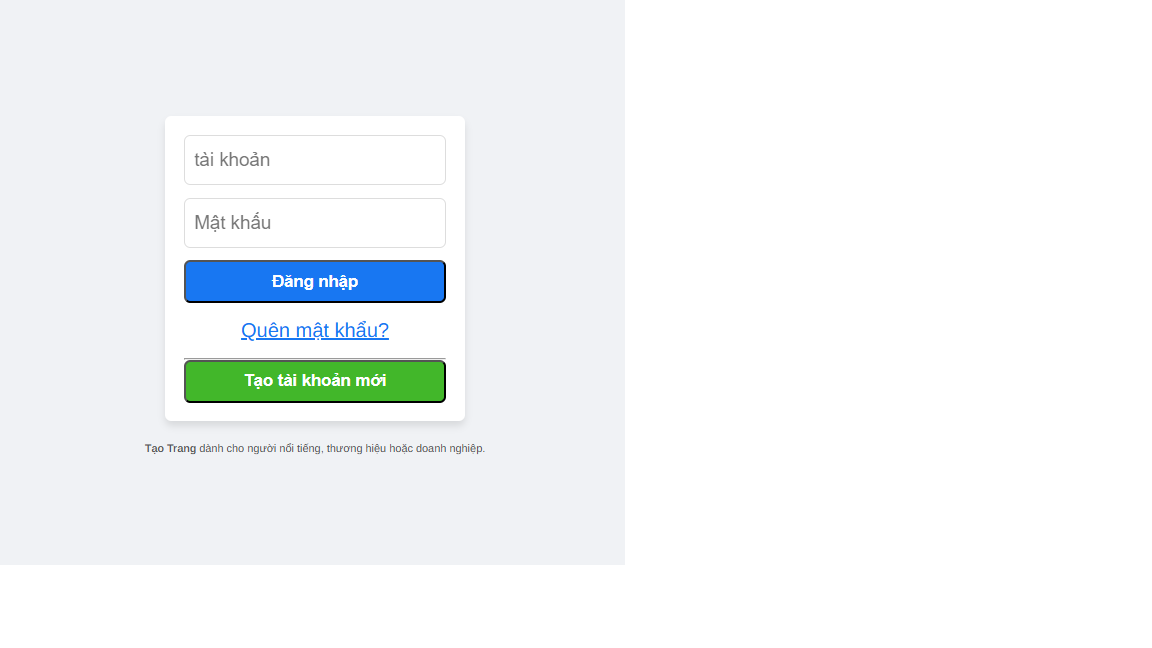 tài khoản
Mật khẩu
Đăng nhập
Quên mật khẩu?
Tạo tài khoản mới
Tạo Trang dành cho người nổi tiếng, thương hiệu hoặc doanh nghiệp.